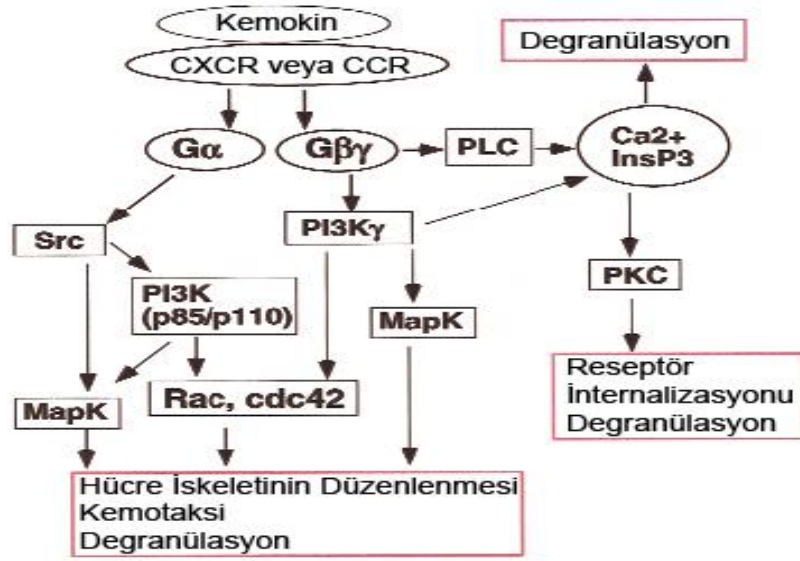 Kemokin
CXCR veya CCR
Degranülasyon
Gα
Gβγ
PLC
Ca2+
InsP3
Src
PI3Kγ
PI3K
(p85/p110)
MapK
PKC
MapK
Rac, cdc42
Reseptör
İnternalizasyonu
Degranülasyon
Hücre İskeletinin Düzenlenmesi
Kemotaksi
Degranülasyon